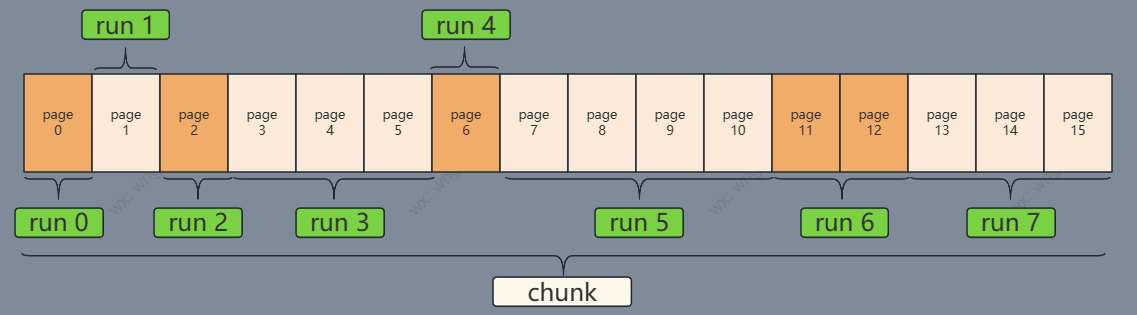 run 1
run 4
page
0
page
1
page
2
page
3
page
4
page
5
page
6
page
7
page
8
page
9
page
10
page
11
page
12
page
13
page
14
page
15
run 0
run 2
run 3
run 5
run 6
run 7
chunk